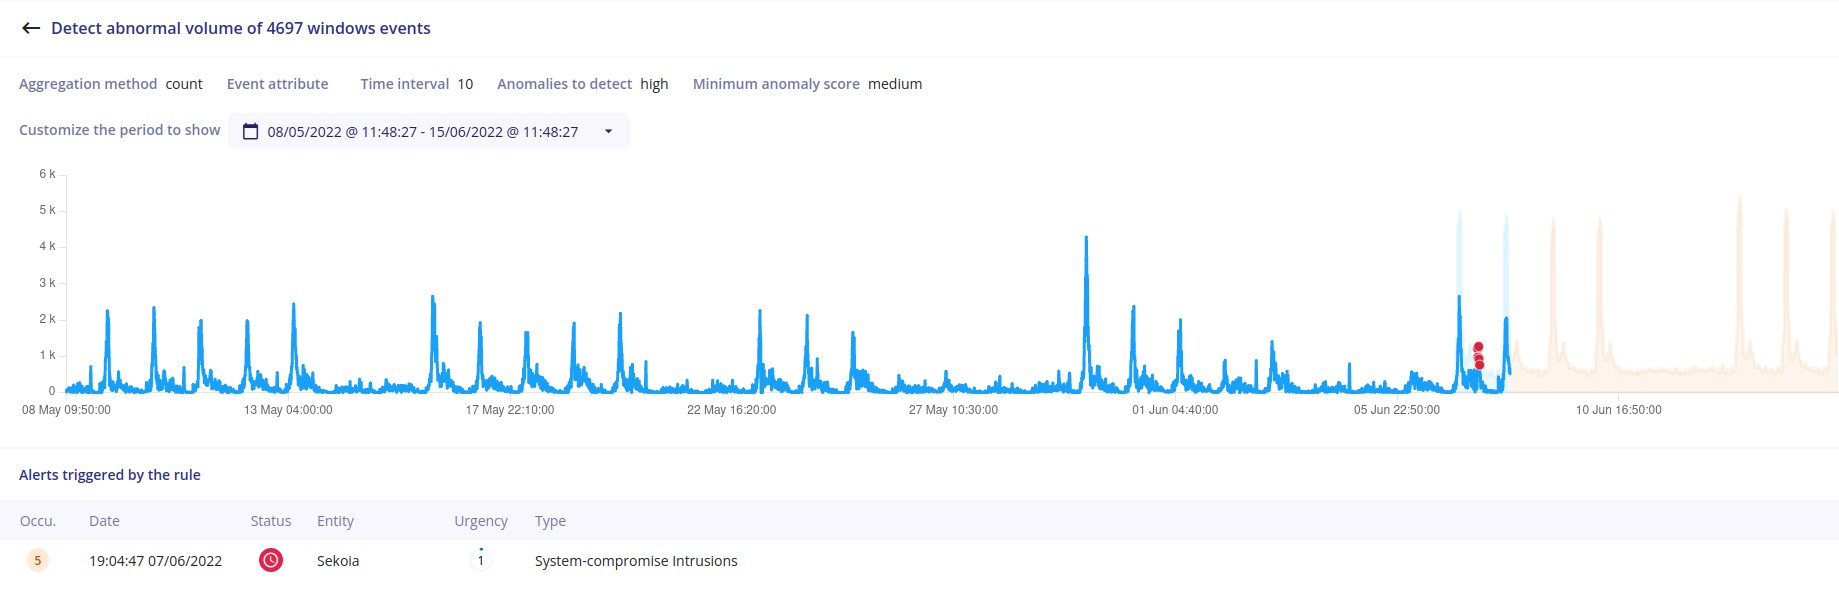 Detect abnormal volume of 4697 windows events
Aggregation method count Event attribute Time interval 10 Anomalies to detect high Minimum anomaly score medium
Customize the period to show 08/05/2022 @ 11:48:27 - 15/06/2022 @ 11:48:27
6 k
5 k
4 k
3 k
2 k
1 k
0
08 May 09:50:00 13 May 04:00:00 17 May 22:10:00 22 May 16:20:00 27 May 10:30:00 01 Jun 04:40:00 05 Jun 22:50:00 10 Jun 16:50:00
Alerts triggered by the rule
Occu. Date Status Entity Urgency Type
5 19:04:47 07/06/2022 Sekoia 1 System-compromise Intrusions